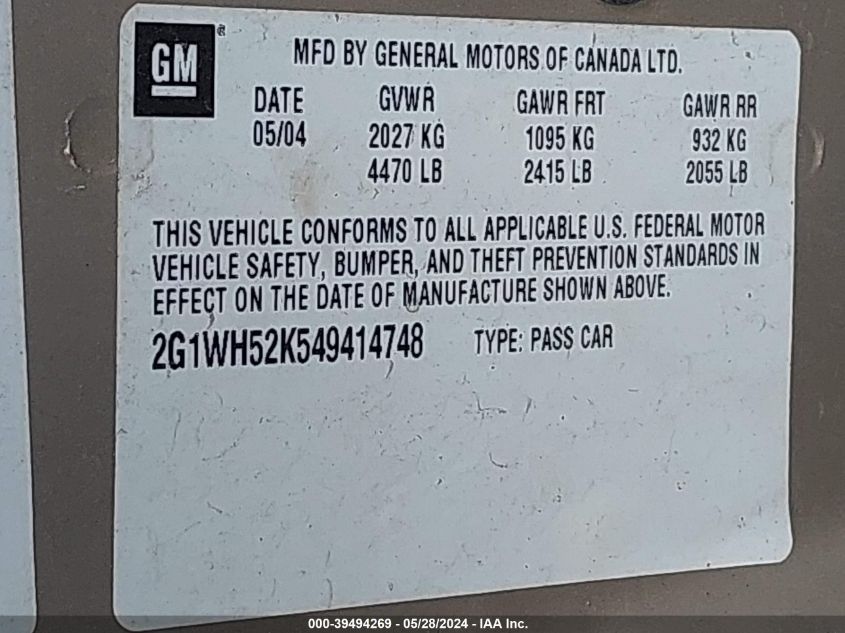 GM ®
MFD BY GENERAL MOTORS OF CANADA LTD.
DATE GVWR GAWR FRT GAWR RR
05/04 2027 KG 1095 KG 932 KG
4470 LB 2415 LB 2055 LB
THIS VEHICLE CONFORMS TO ALL APPLICABLE U.S. FEDERAL MOTOR
VEHICLE SAFETY, BUMPER, AND THEFT PREVENTION STANDARDS IN
EFFECT ON THE DATE OF MANUFACTURE SHOWN ABOVE.
2G1WH52K549414748 TYPE: PASS CAR
000-39494269 - 05/28/2024 - IAA Inc.